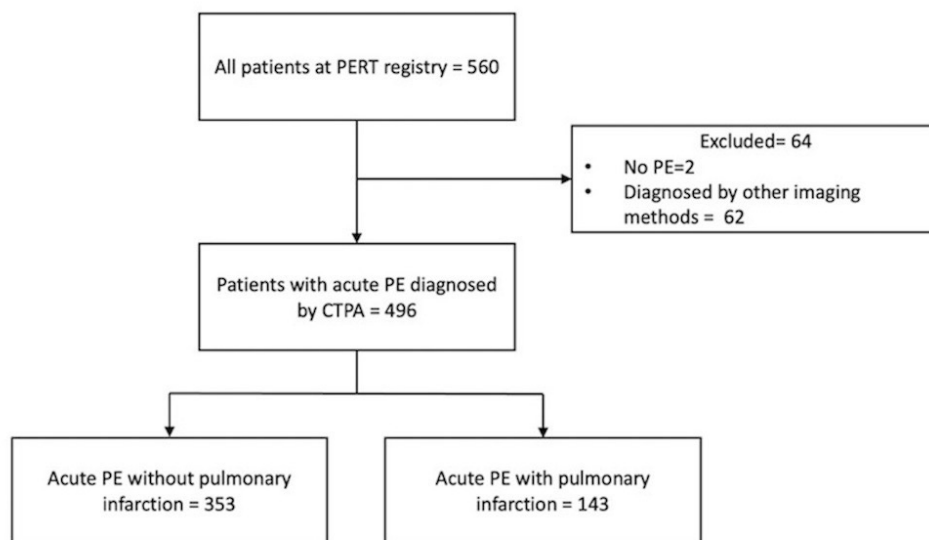 All patients at PERT registry = 560
Excluded= 64
• No PE=2
• Diagnosed by other imaging
methods = 62
Patients with acute PE diagnosed
by CTPA = 496
Acute PE without pulmonary
infarction = 353
Acute PE with pulmonary
infarction = 143